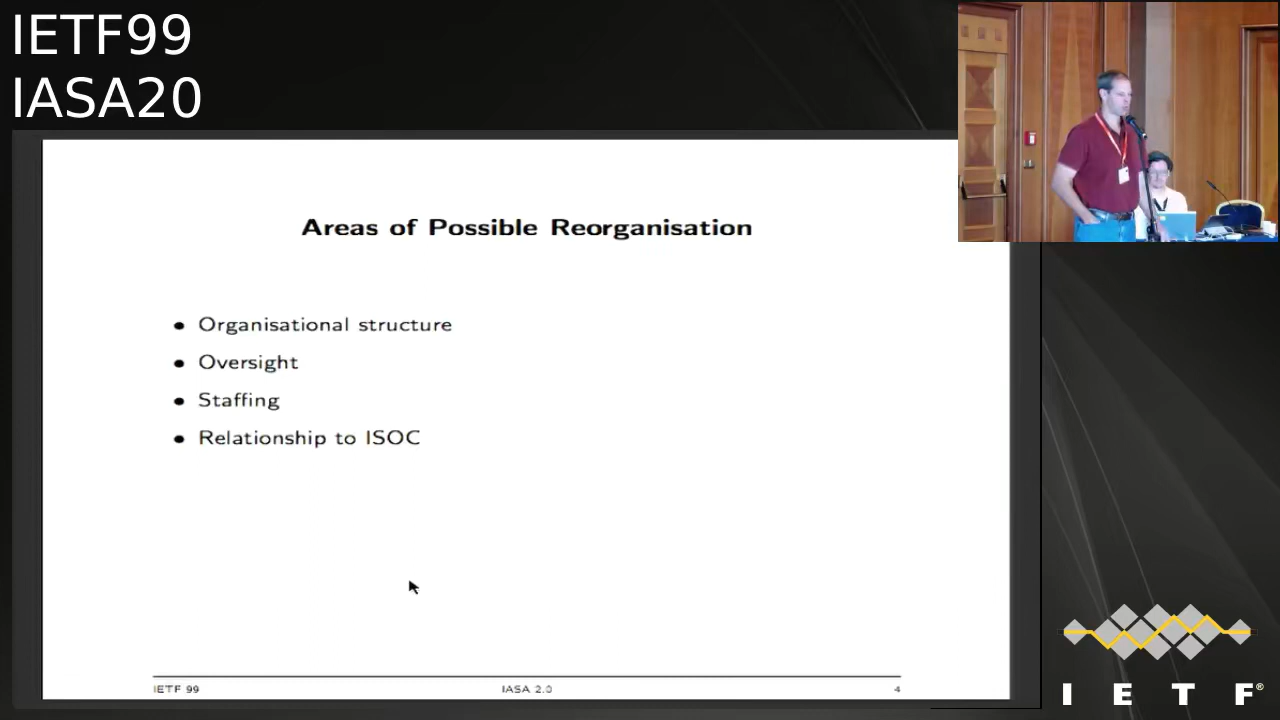 IETF99
IASA20
Areas of Possible Reorganisation
• Organisational structure
• Oversight
• Staffing
• Relationship to ISOC
IETF 99 IASA 2.0 4
I E T F®